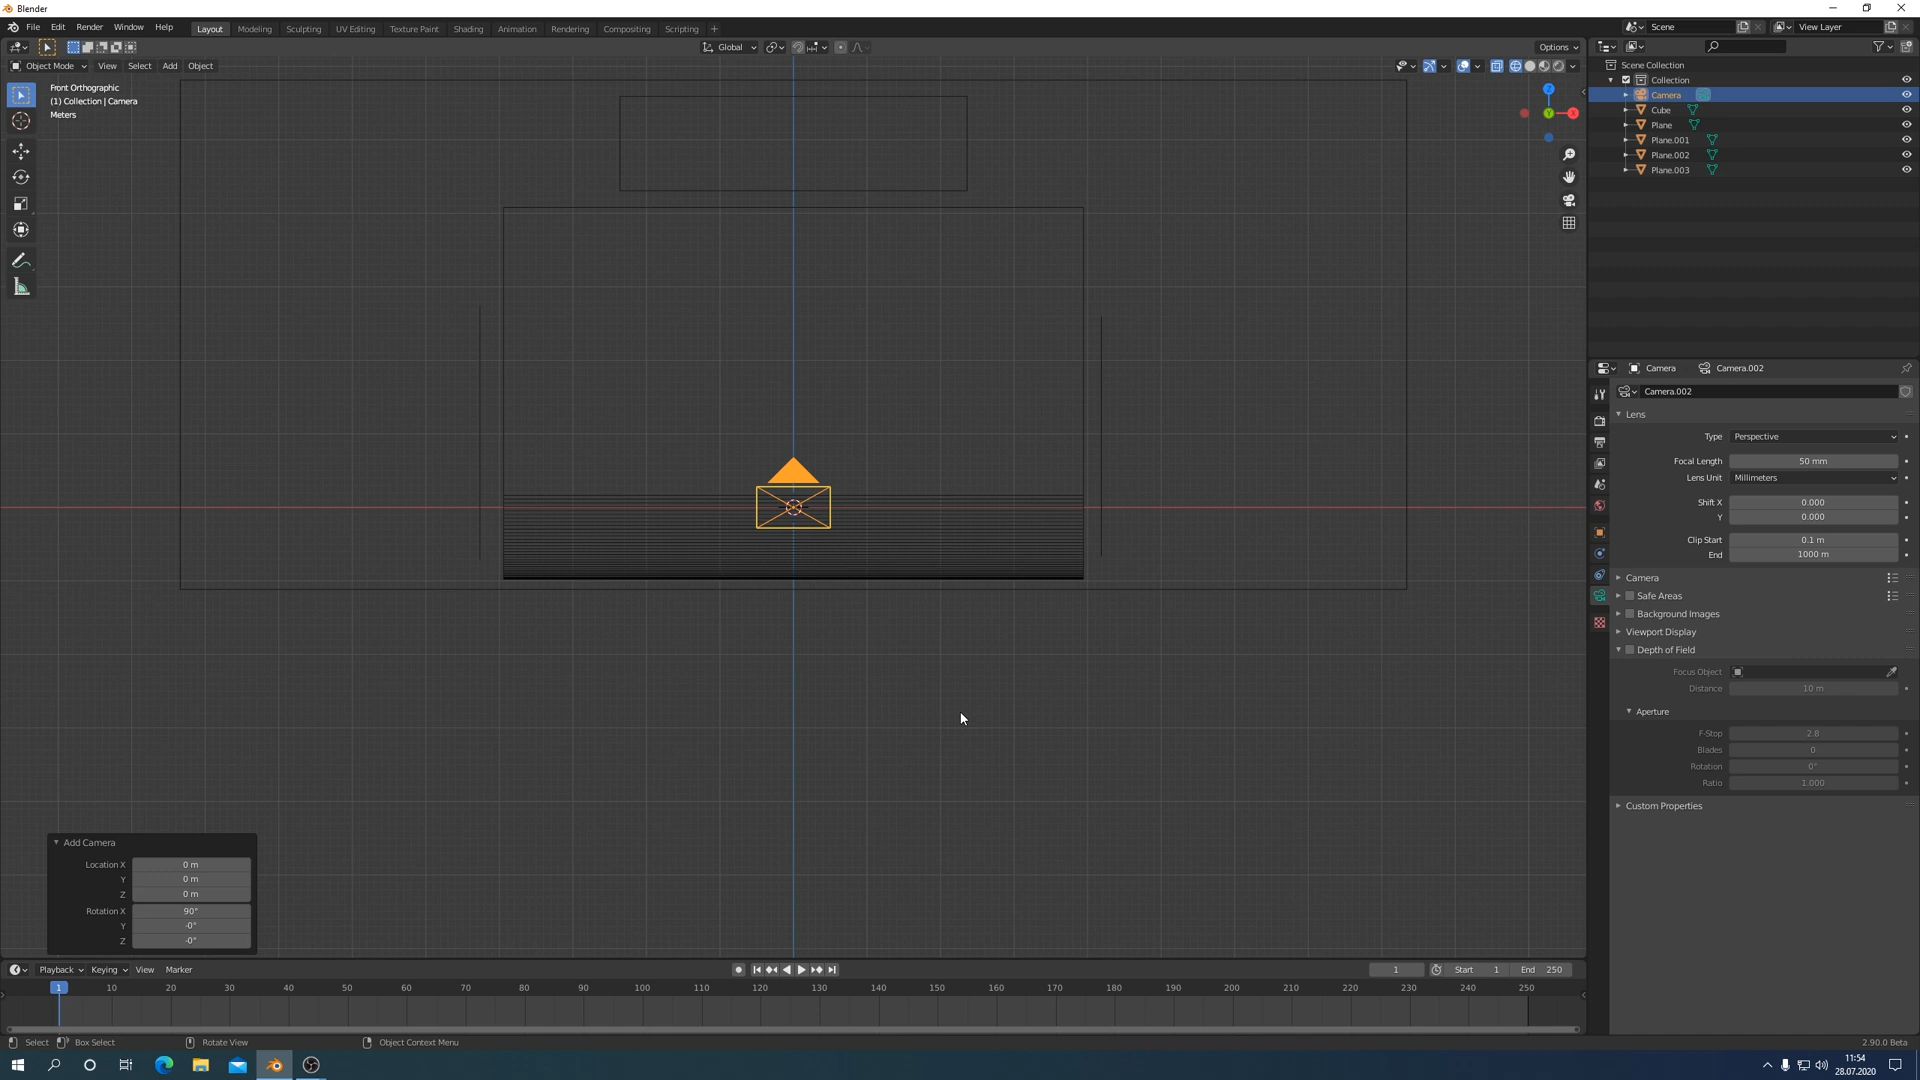 Blender
File Edit Render Window Help
Layout Modeling Sculpting UV Editing Texture Paint Shading Animation Rendering Compositing Scripting +
Scene
View Layer
Global
Options
Object Mode View Select Add Object
Front Orthographic
(1) Collection | Camera
Meters
Z
Y
X
Scene Collection
Collection
Camera
Cube
Plane
Plane.001
Plane.002
Plane.003
Camera Camera.002
Camera.002
Lens
Type Perspective
Focal Length 50 mm
Lens Unit Millimeters
Shift X 0.000
Y 0.000
Clip Start 0.1 m
End 1000 m
Camera
Safe Areas
Background Images
Viewport Display
Depth of Field
Focus Object
Distance 10 m
Aperture
F-Stop 2.8
Blades 0
Rotation 0°
Ratio 1.000
Custom Properties
Add Camera
Location X 0 m
Y 0 m
Z 0 m
Rotation X 90°
Y -0°
Z -0°
Playback Keying View Marker
1 Start 1 End 250
1 10 20 30 40 50 60 70 80 90 100 110 120 130 140 150 160 170 180 190 200 210 220 230 240 250
Select Box Select Rotate View Object Context Menu
2.90.0 Beta
11:54
28.07.2020